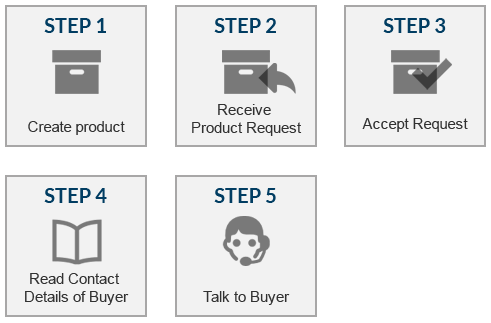 STEP 1
Create product
STEP 2
Receive
Product Request
STEP 3
Accept Request
STEP 4
Read Contact
Details of Buyer
STEP 5
Talk to Buyer